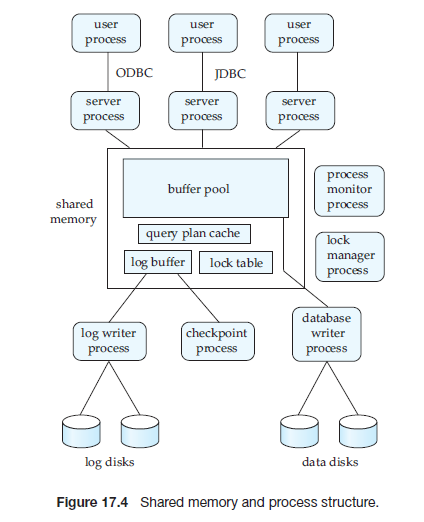 user
process
user
process
user
process
ODBC
JDBC
server
process
server
process
server
process
shared
memory
buffer pool
query plan cache
log buffer
lock table
process
monitor
process
lock
manager
process
log writer
process
checkpoint
process
database
writer
process
log disks
data disks
Figure 17.4 Shared memory and process structure.